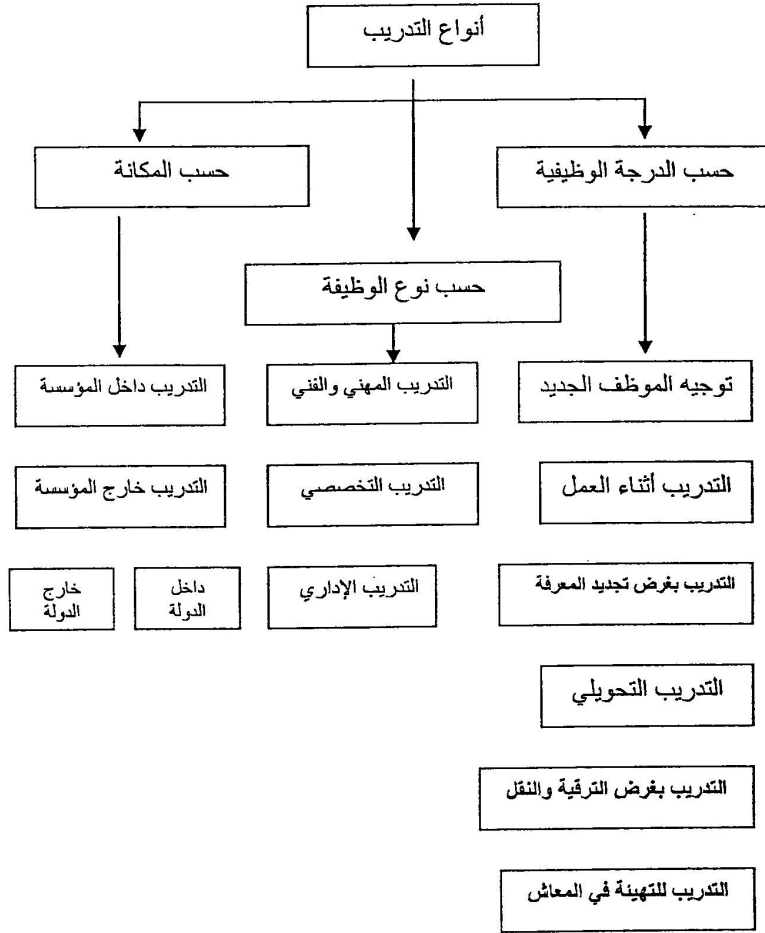 أنواع التدريب
حسب الدرجة الوظيفية
حسب المكانة
حسب نوع الوظيفة
توجيه الموظف الجديد
التدريب المهني والفني
التدريب داخل المؤسسة
التدريب أثناء العمل
التدريب التخصصي
التدريب خارج المؤسسة
التدريب بغرض تجديد المعرفة
التدريب الإداري
داخل
الدولة
خارج
الدولة
التدريب التحويلي
التدريب بغرض الترقية والنقل
التدريب للتهيئة في المعاش